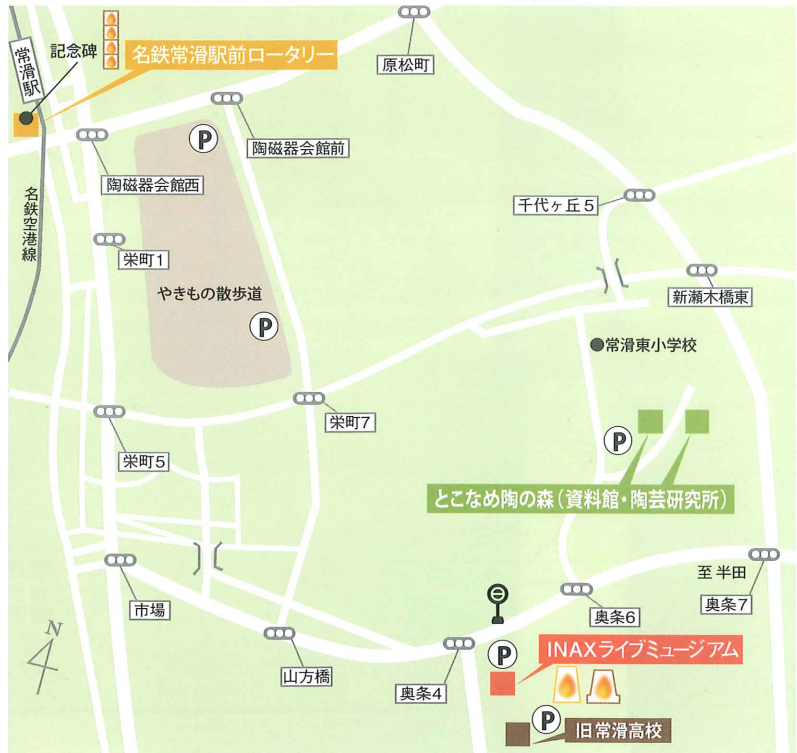 記念碑
名鉄常滑駅前ロータリー
常滑駅
原松町
P
陶磁器会館前
陶磁器会館西
千代ヶ丘5
名鉄空港線
栄町1
やきもの散歩道
新瀬木橋東
P
常滑東小学校
栄町7
栄町5
P
とこなめ陶の森(資料館・陶芸研究所)
至 半田
市場
奥条6
奥条7
N
山方橋
P
INAXライブミュージアム
奥条4
P
旧常滑高校